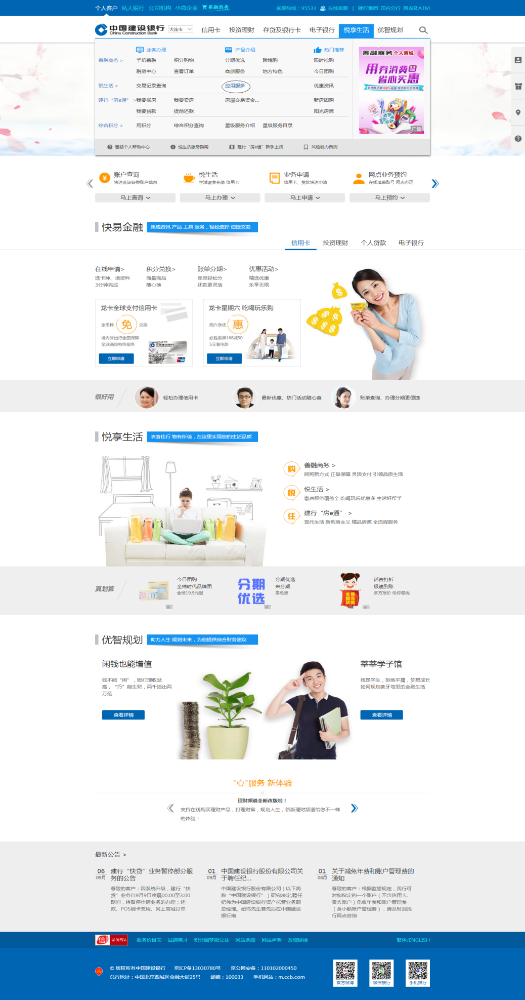 个人客户 私人银行 公司机构 小微企业 善融商务 客服热线：95533 在线客服 | 建行集团 国内分行 网点及ATM
中国建设银行
China Construction Bank
大连市 信用卡 投资理财 存贷及银行卡 电子银行 悦享生活 优智规划
业务办理 产品介绍 热门推荐
善融商务 > 手机善融 积分购物 分期优选 跨境购 限时抢购
融资中心 查看订单 商旅服务 地方特色 今日团购
悦生活 > 交易记录查询 应用服务 优惠资讯
建行“房e通” > 我要买房 我要卖房 房屋交易资金... 新房团购
我要贷款 提前还款 阳光房源
综合积分 > 用积分 综合积分查询 星级服务介绍 星级服务目录
善融商务 个人商城
用券消费
省心实惠
广告
善融个人帮助中心 悦生活服务指南 建行“房e通”新手上路 风险能力自测
账户查询 悦生活 业务申请 网点业务预约
快速查询各类账户信息 生活缴费充值 信用卡 信用卡、贷款快速申请 在线填单取号 网点办理
马上查询 马上办理 马上申请 马上预约
快易金融 集成资讯 产品 工具 服务，轻松选择 便捷交易
信用卡 投资理财 个人贷款 电子银行
在线申请> 积分兑换> 账单分期> 优惠活动>
选卡种、填资料 海量商品 账单轻松分 精选优惠
3分钟完成 随心换 还款更灵活 乐享无限
龙卡全球支付信用卡 龙卡星期六 吃喝玩乐购
全币种 免 兑换 周六享优 惠
境内外出行全面保障 必胜客满168减50
全球商旅特色服务 5元看电影
立即申请 立即申请
很好用 轻松办理信用卡 最新优惠、热门活动随心查 账单查询、办理分期更便捷
悦享生活 衣食住行 物有所值，在这里实现您的生活品质
购 善融商务 >
网购新方式 正品保障 灵活支付 引领品质生活
悦 悦生活 >
缴费服务覆盖全 吃喝玩乐优惠多 生活好帮手
住 建行“房e通” >
现代生活 新购房主义 精品房源 全流程服务
真划算
今日团购 分期优选 话费打折
全棉时代品牌团 来分期 极速到账
全场19.9元起 享免息 多方报价 给你最优
分期
优选
优智规划 助力人生 规划未来，为您提供综合财务建议
闲钱也能增值 莘莘学子馆
钱不能“闲”，短打理收益
高，“巧”能生财，两千活出两
万范
我是学生，拒绝平庸，梦想成长
如何规划象牙塔里的金融生活
查看详情 查看详情
"心"服务 新体验
理财频道全新改版啦！
支持在线购买理财产品，打理财富，规划人生，新版理财频道给您不一样
的体验！
最新公告 >
06 建行“快贷”业务暂停部分服
09月 务的公告
尊敬的客户：因系统升级，建行“快
贷”业务自9月9日凌晨00:00至3:00
期间，将暂停申请业务的办理；还
款、POS刷卡支用、网上商城订单
01 中国建设银行股份有限公司关
09月 于聘任纪...
中国建设银行股份有限公司（以下简
称“中国建设银行”）研究决定,聘任
纪伟为中国建设银行资产托管业务部
总经理。纪伟先生曾先后在中国建设
银行南
01 关于减免年费和账户管理费的
08月 通知
尊敬的客户：根据监管规定，我行可
对您指定的一个账户（不含信用卡、
贵宾账户）免收年费和账户管理费
（含小额账户管理费），请及时到我
行网点咨询
信 诚信网站 服务价目表 诚聘英才 积分圆梦微公益 网站地图 网站声明 友情链接 繁体/ENGLISH
© 版权所有中国建设银行 京ICP备13030780号 京公网安备：110102000450
总行地址：中国北京西城区金融大街25号 邮编：100033 手机网站：m.ccb.com
官方微博 微信银行 手机银行